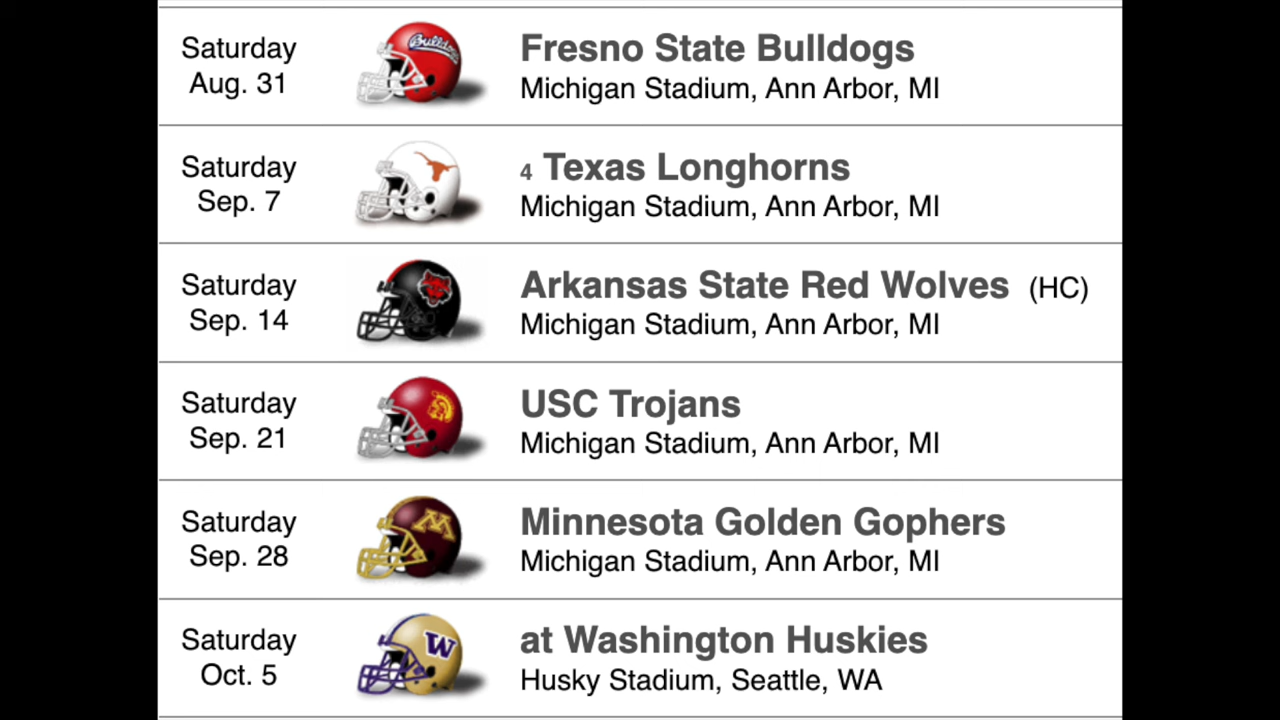 Saturday
Aug. 31
Bulldogs
Fresno State Bulldogs
Michigan Stadium, Ann Arbor, MI
Saturday
Sep. 7
4 Texas Longhorns
Michigan Stadium, Ann Arbor, MI
Saturday
Sep. 14
Arkansas State Red Wolves (HC)
Michigan Stadium, Ann Arbor, MI
Saturday
Sep. 21
USC Trojans
Michigan Stadium, Ann Arbor, MI
Saturday
Sep. 28
M
Minnesota Golden Gophers
Michigan Stadium, Ann Arbor, MI
Saturday
Oct. 5
W
at Washington Huskies
Husky Stadium, Seattle, WA